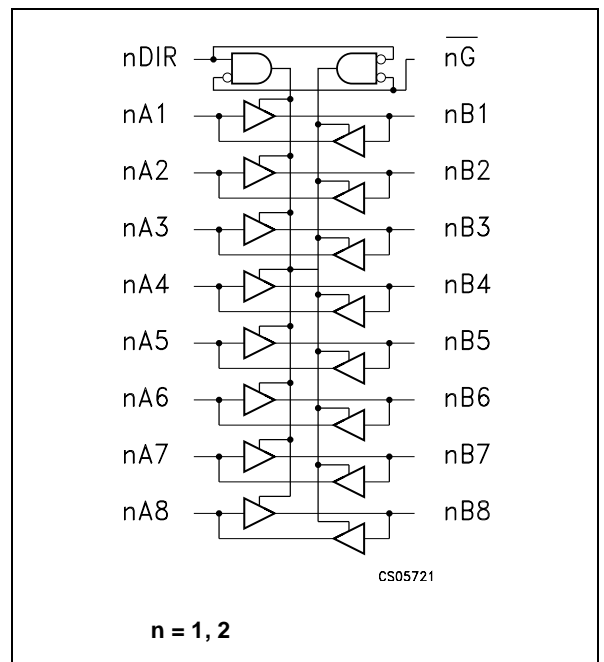 nDIR nG̅
nA1 nB1
nA2 nB2
nA3 nB3
nA4 nB4
nA5 nB5
nA6 nB6
nA7 nB7
nA8 nB8
CS05721
n = 1, 2